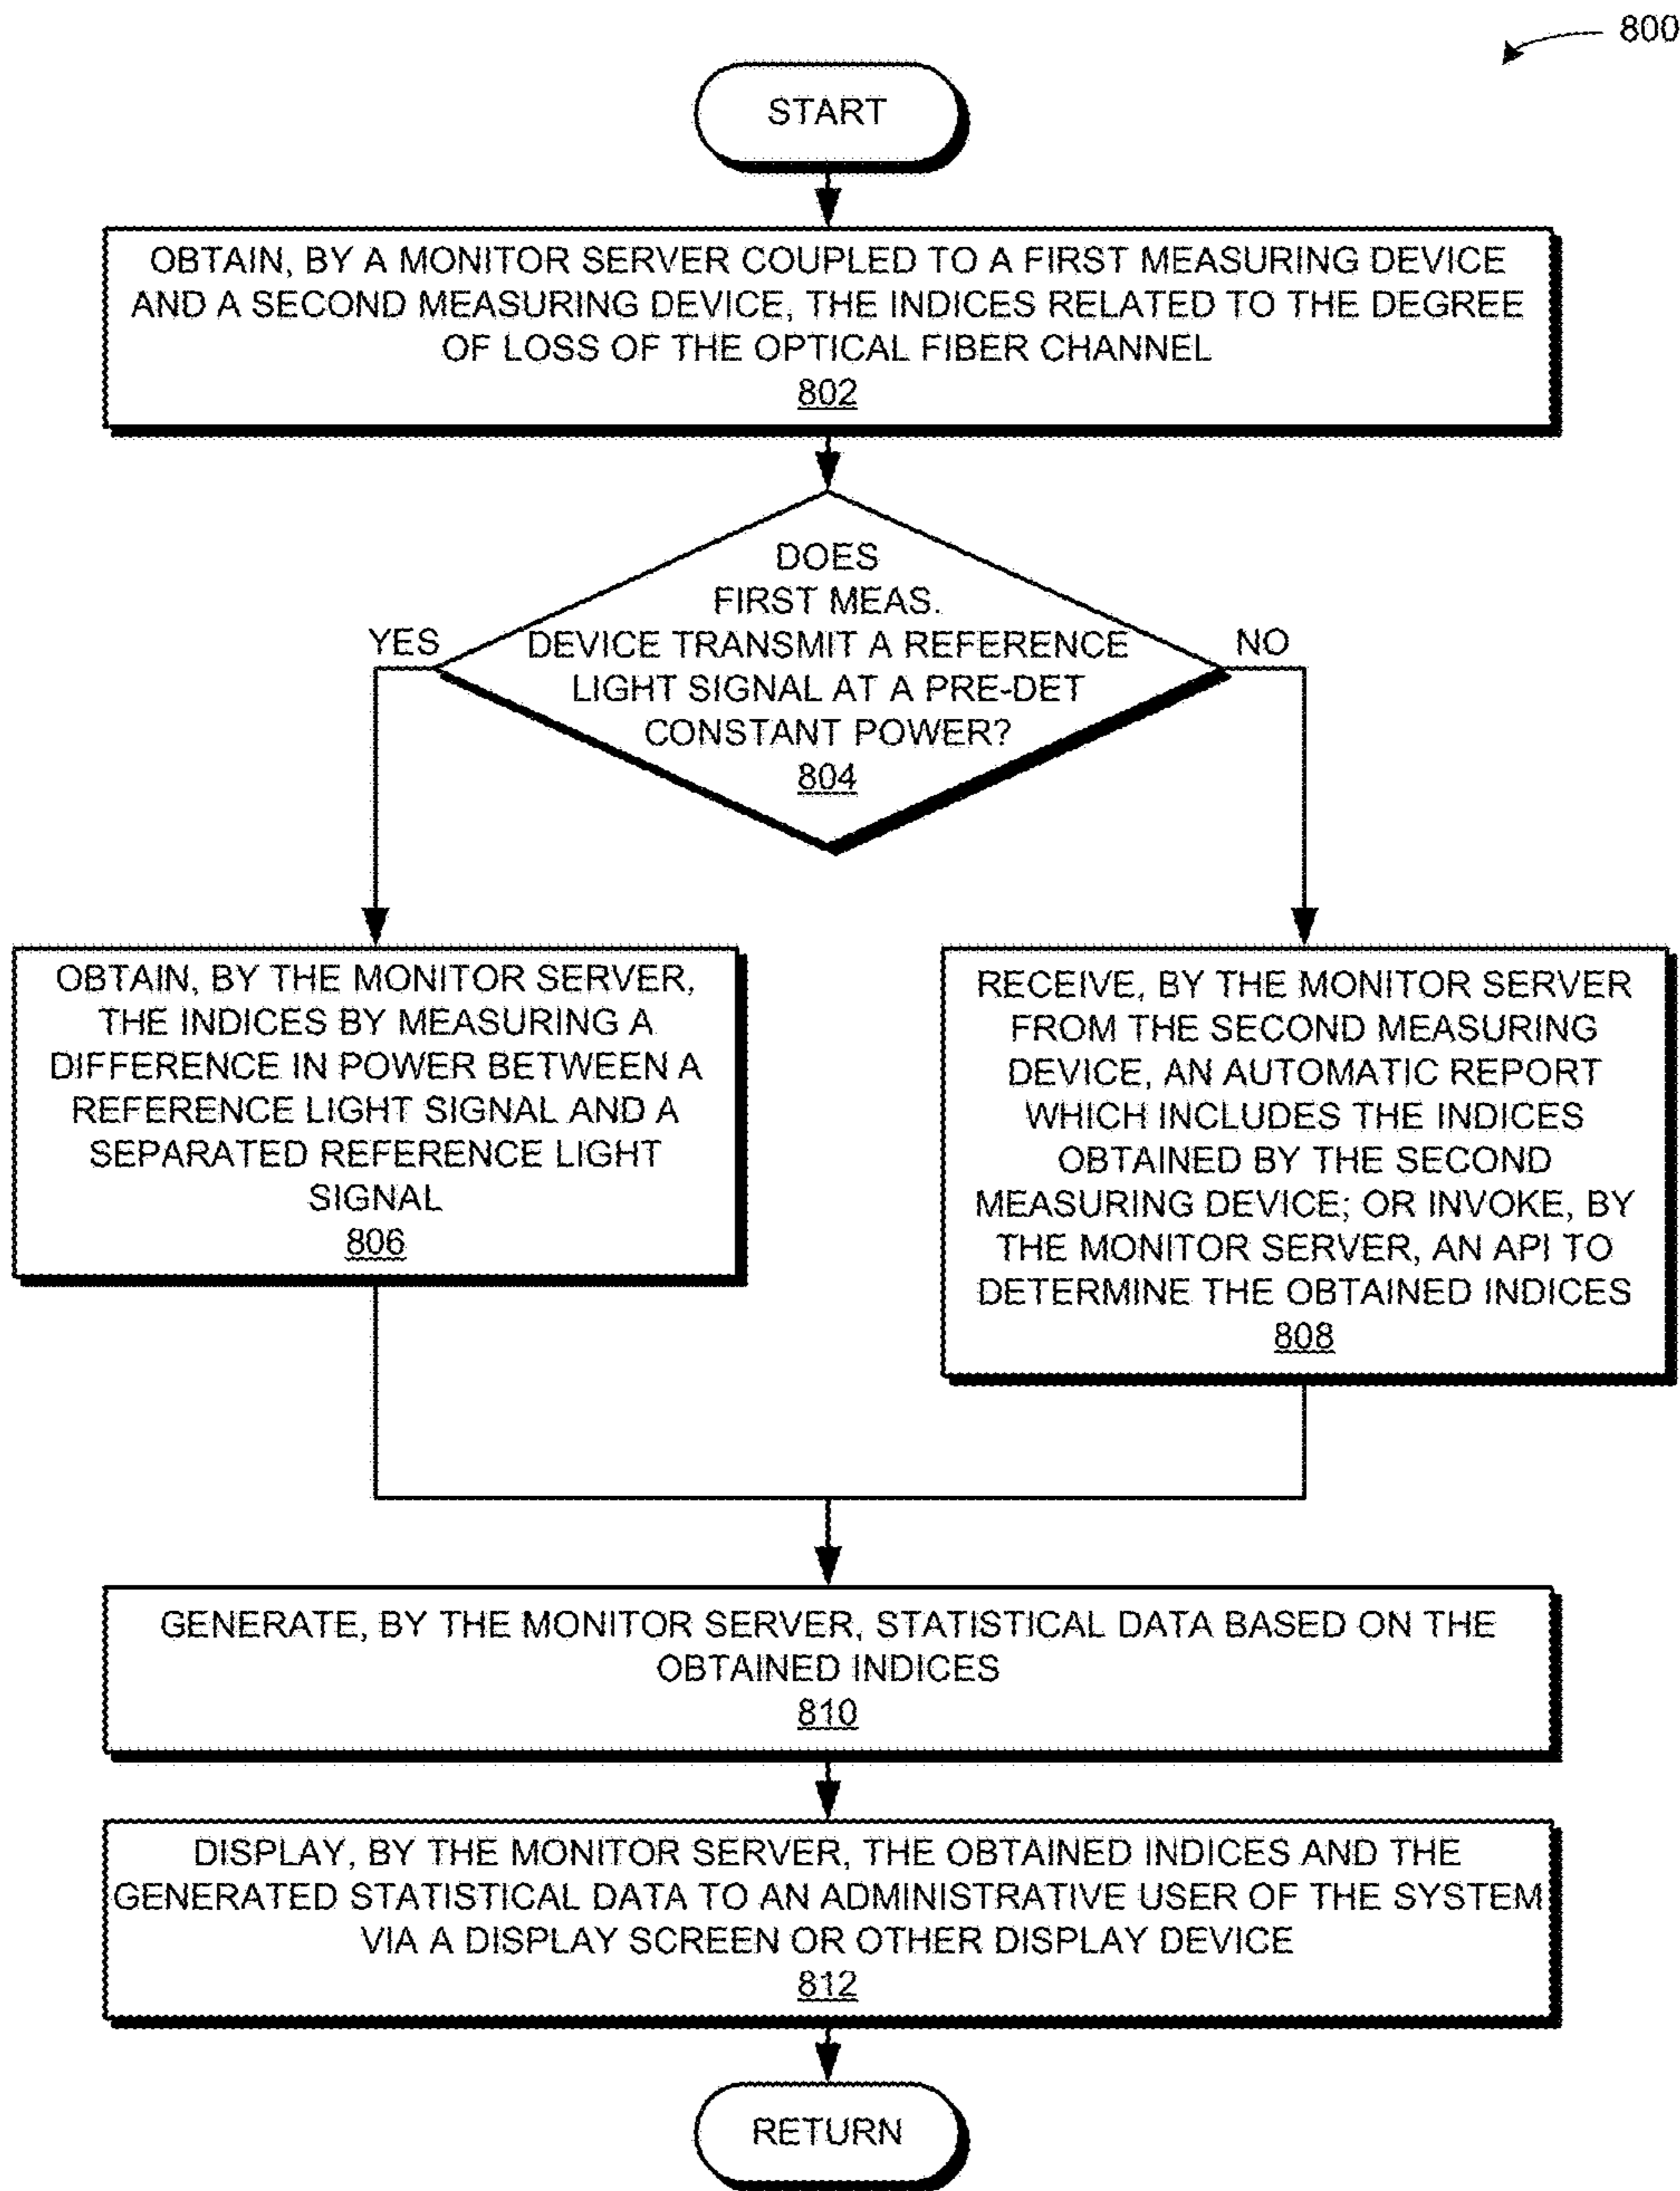 800
START
OBTAIN, BY A MONITOR SERVER COUPLED TO A FIRST MEASURING DEVICE
AND A SECOND MEASURING DEVICE, THE INDICES RELATED TO THE DEGREE
OF LOSS OF THE OPTICAL FIBER CHANNEL
802
DOES
FIRST MEAS.
DEVICE TRANSMIT A REFERENCE
LIGHT SIGNAL AT A PRE-DET
CONSTANT POWER?
804
YES
NO
OBTAIN, BY THE MONITOR SERVER,
THE INDICES BY MEASURING A
DIFFERENCE IN POWER BETWEEN A
REFERENCE LIGHT SIGNAL AND A
SEPARATED REFERENCE LIGHT
SIGNAL
806
RECEIVE, BY THE MONITOR SERVER
FROM THE SECOND MEASURING
DEVICE, AN AUTOMATIC REPORT
WHICH INCLUDES THE INDICES
OBTAINED BY THE SECOND
MEASURING DEVICE; OR INVOKE, BY
THE MONITOR SERVER, AN API TO
DETERMINE THE OBTAINED INDICES
808
GENERATE, BY THE MONITOR SERVER, STATISTICAL DATA BASED ON THE
OBTAINED INDICES
810
DISPLAY, BY THE MONITOR SERVER, THE OBTAINED INDICES AND THE
GENERATED STATISTICAL DATA TO AN ADMINISTRATIVE USER OF THE SYSTEM
VIA A DISPLAY SCREEN OR OTHER DISPLAY DEVICE
812
RETURN